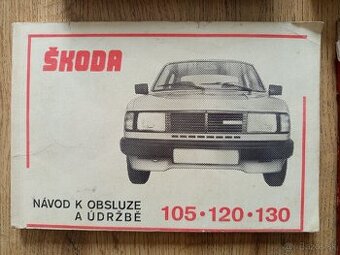 ŠKODA
NÁVOD K OBSLUZE
A ÚDRŽBĚ
105 • 120 • 130